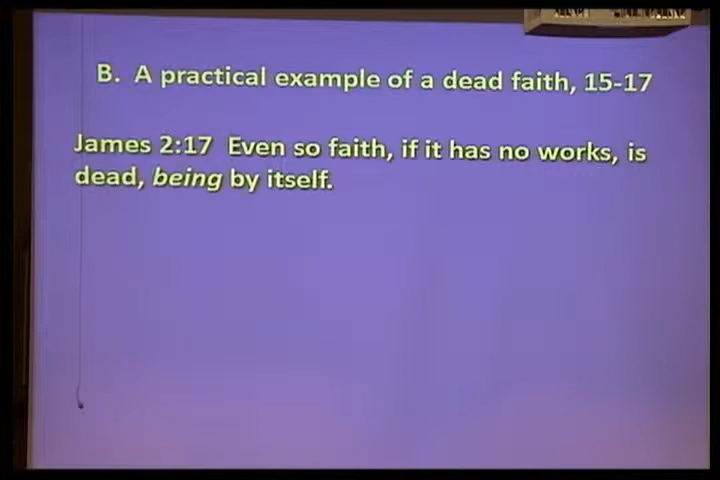 B. A practical example of a dead faith, 15-17
James 2:17 Even so faith, if it has no works, is
dead, being by itself.